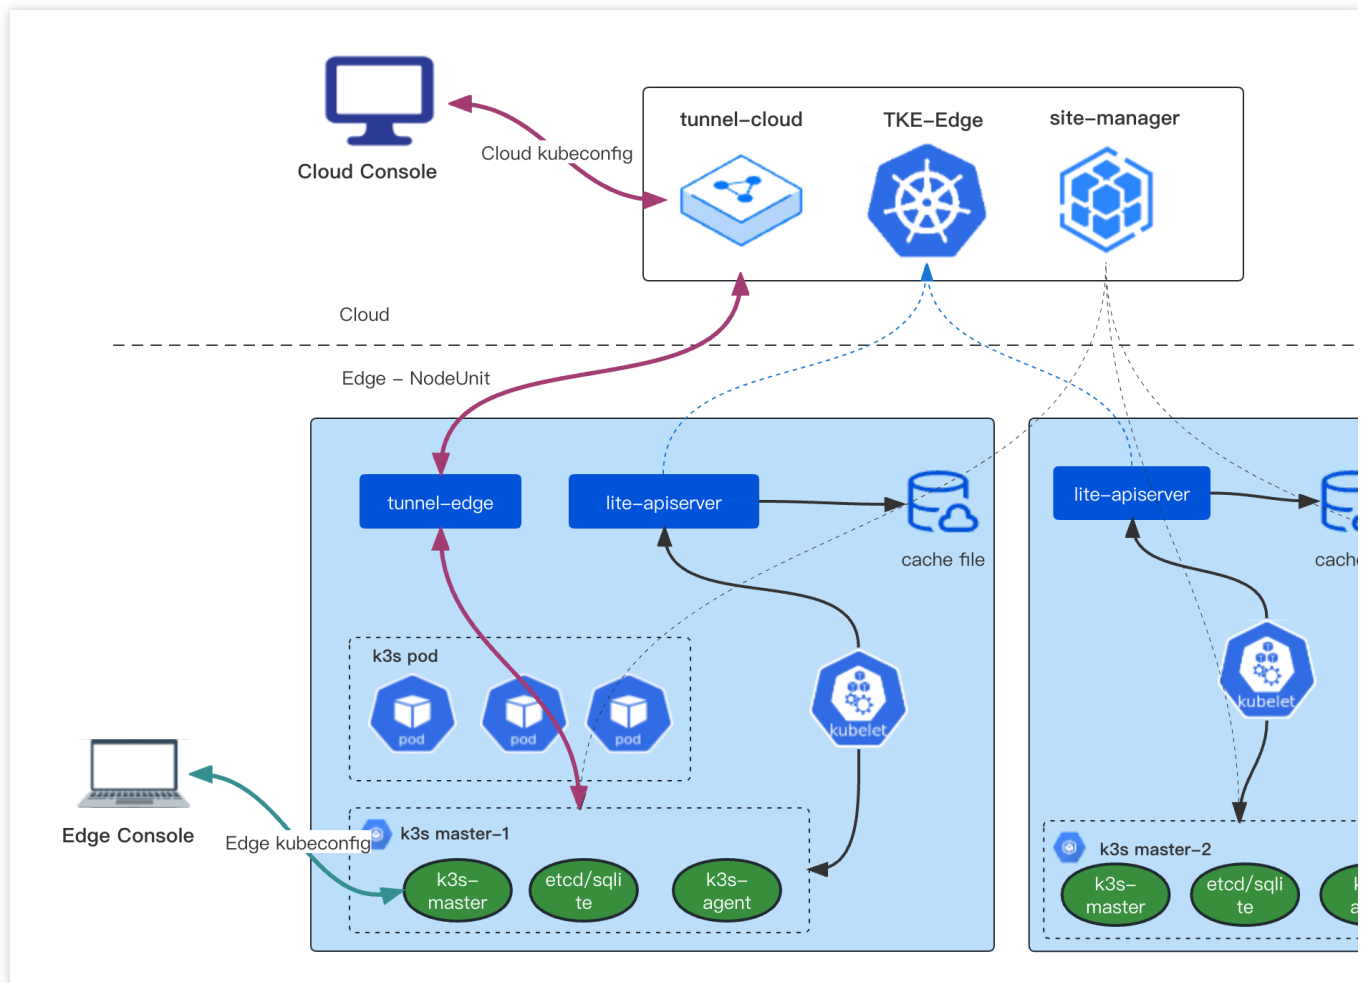 tunnel-cloud
TKE-Edge
site-manager
Cloud kubeconfig
Cloud Console
Cloud
Edge - NodeUnit
tunnel-edge
lite-apiserver
lite-apiserver
cache file
cache
k3s pod
pod
pod
pod
kubelet
kubelet
Edge Console
Edge kubeconfig
k3s master-1
k3s-
master
etcd/sqli
te
k3s-
agent
k3s master-2
k3s-
master
etcd/sqli
te